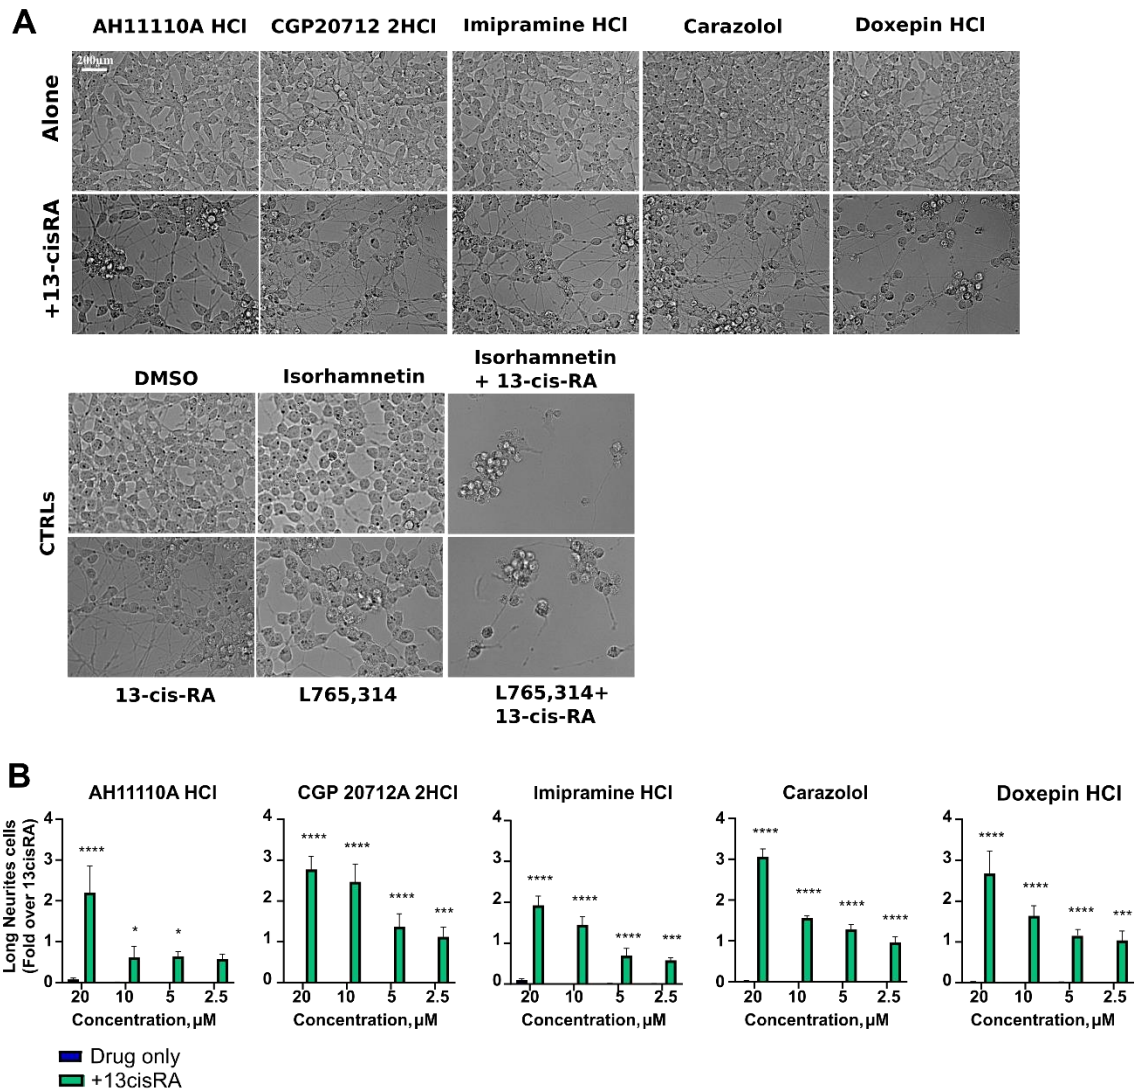 A
AH11110A HCl CGP20712 2HCl Imipramine HCl Carazolol Doxepin HCl
200µm
Alone
+13-cisRA
DMSO Isorhamnetin Isorhamnetin
+ 13-cis-RA
CTRLs
13-cis-RA L765,314 L765,314+
13-cis-RA
B
AH11110A HCl CGP 20712A 2HCl Imipramine HCl Carazolol Doxepin HCl
Long Neurites cells
(Fold over 13cisRA)
4 3 2 1 0
**** * *
20 10 5 2.5
Concentration,µM
4 3 2 1 0
**** **** **** ***
20 10 5 2.5
Concentration,µM
4 3 2 1 0
**** **** **** ***
20 10 5 2.5
Concentration,µM
4 3 2 1 0
**** **** **** ****
20 10 5 2.5
Concentration,µM
4 3 2 1 0
**** **** **** ***
20 10 5 2.5
Concentration,µM
Drug only
+13cisRA